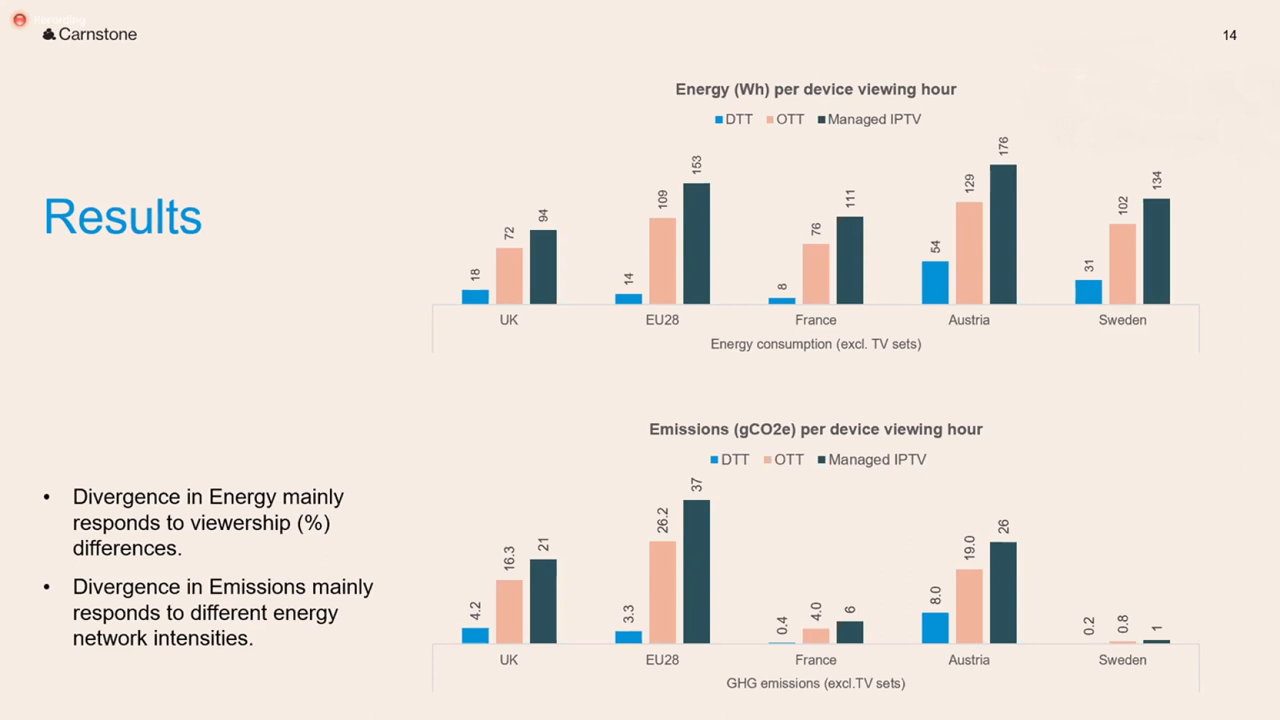 Recording
Carnstone
14
Results
Energy (Wh) per device viewing hour
DTT OTT Managed IPTV
18 72 94 14 109 153 8 76 111 54 129 176 31 102 134
UK EU28 France Austria Sweden
Energy consumption (excl. TV sets)
Emissions (gCO2e) per device viewing hour
DTT OTT Managed IPTV
4.2 16.3 21 3.3 26.2 37 0.4 4.0 6 8.0 19.0 26 0.2 0.8 1
UK EU28 France Austria Sweden
GHG emissions (excl.TV sets)
• Divergence in Energy mainly
responds to viewership (%)
differences.
• Divergence in Emissions mainly
responds to different energy
network intensities.